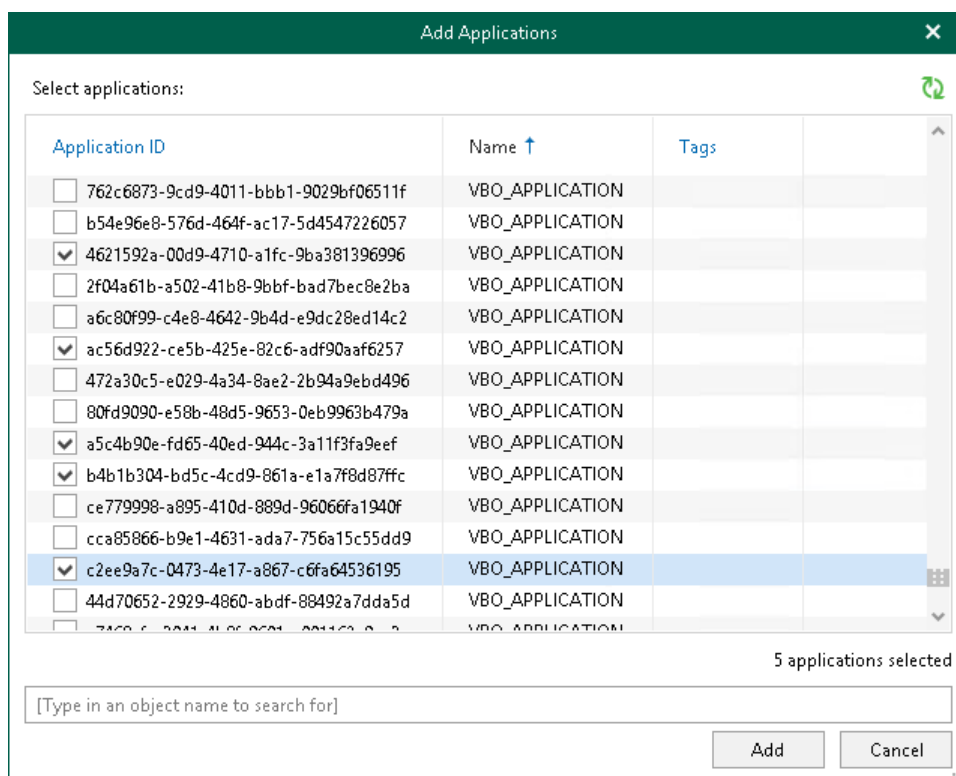 Add Applications
Select applications:
Application ID Name Tags
762c6873-9cd9-4011-bbb1-9029bf06511f VBO_APPLICATION
b54e96e8-576d-464f-ac17-5d4547226057 VBO_APPLICATION
4621592a-00d9-4710-a1fc-9ba381396996 VBO_APPLICATION
2f04a61b-a502-41b8-9bbf-bad7bec8e2ba VBO_APPLICATION
a6c80f99-c4e8-4642-9b4d-e9dc28ed14c2 VBO_APPLICATION
ac56d922-ce5b-425e-82c6-adf90aaf6257 VBO_APPLICATION
472a30c5-e029-4a34-8ae2-2b94a9ebd496 VBO_APPLICATION
80fd9090-e58b-48d5-9653-0eb9963b479a VBO_APPLICATION
a5c4b90e-fd65-40ed-944c-3a11f3fa9eef VBO_APPLICATION
b4b1b304-bd5c-4cd9-861a-e1a7f8d87ffc VBO_APPLICATION
ce779998-a895-410d-889d-96066fa1940f VBO_APPLICATION
cca85866-b9e1-4631-ada7-756a15c55dd9 VBO_APPLICATION
c2ee9a7c-0473-4e17-a867-c6fa64536195 VBO_APPLICATION
44d70652-2929-4860-abdf-88492a7dda5d VBO_APPLICATION
VBO_APPLICATION
5 applications selected
[Type in an object name to search for]
Add Cancel